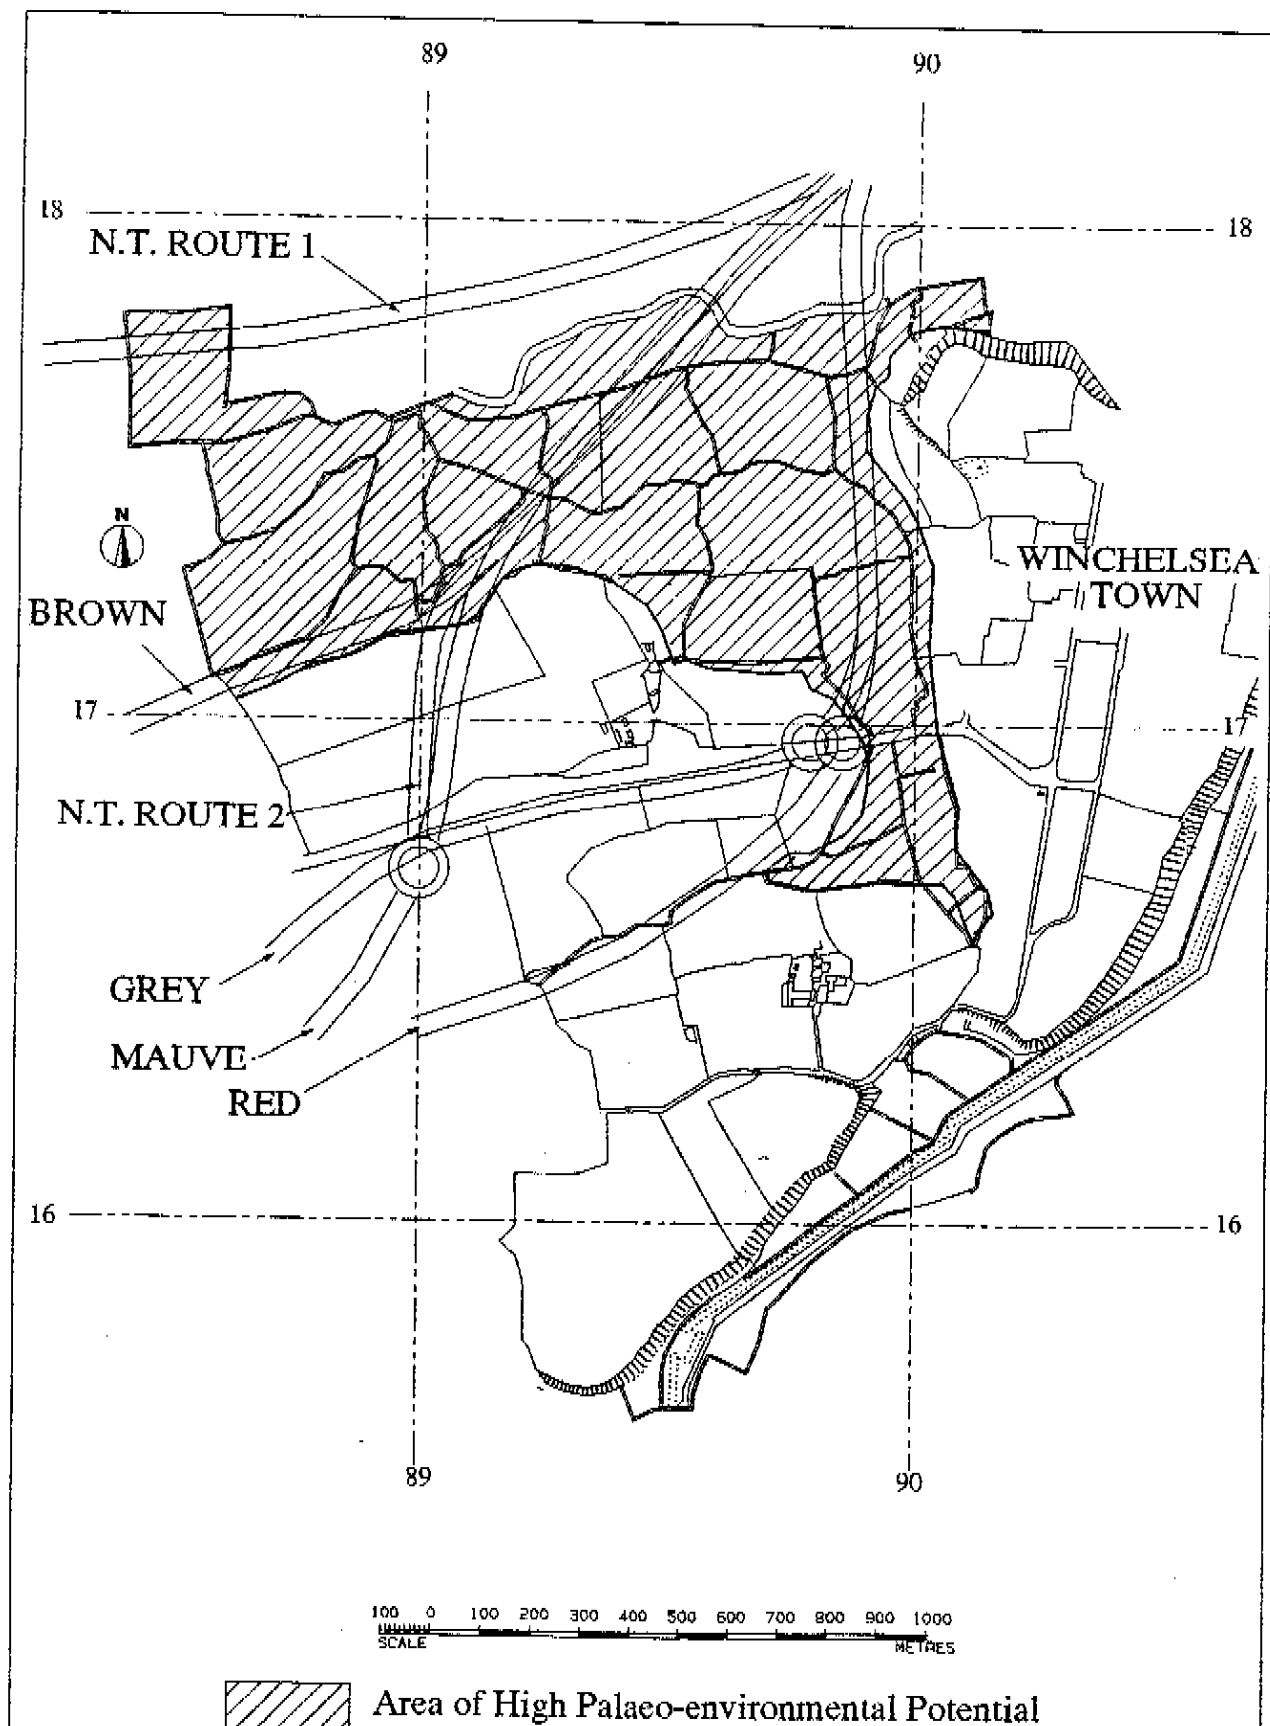 89
90
18
18
N.T. ROUTE 1
N
WINCHELSEA
TOWN
BROWN
17
17
N.T. ROUTE 2
GREY
MAUVE
RED
16
16
89
90
100 0 100 200 300 400 500 600 700 800 900 1000
SCALE METRES
Area of High Palaeo-environmental Potential